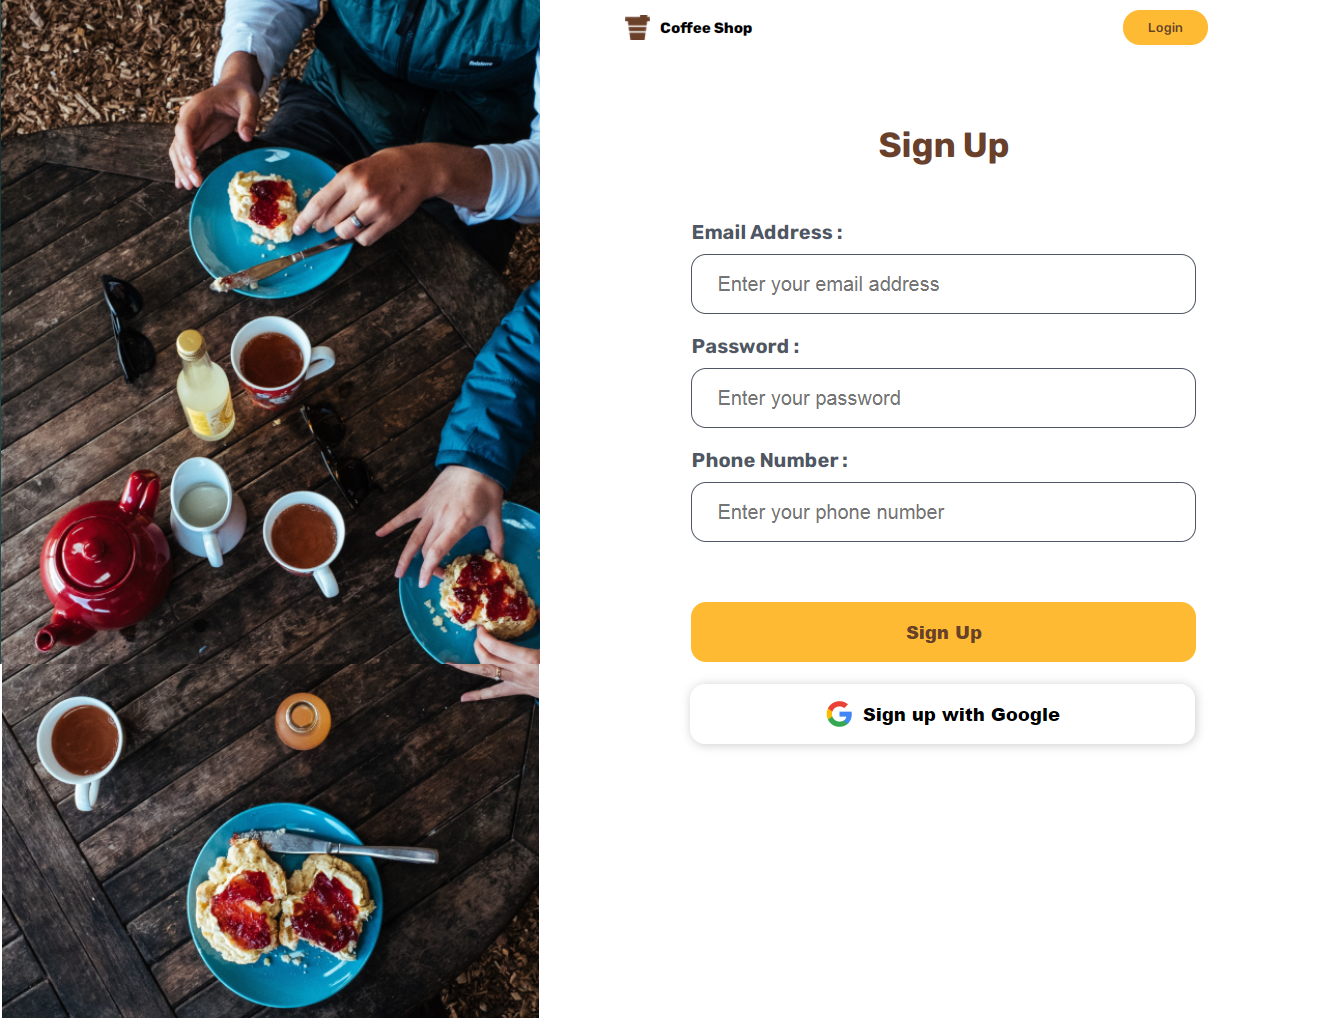 Coffee Shop
Login
Sign Up
Email Address :
Enter your email address
Password :
Enter your password
Phone Number :
Enter your phone number
Sign Up
Sign up with Google